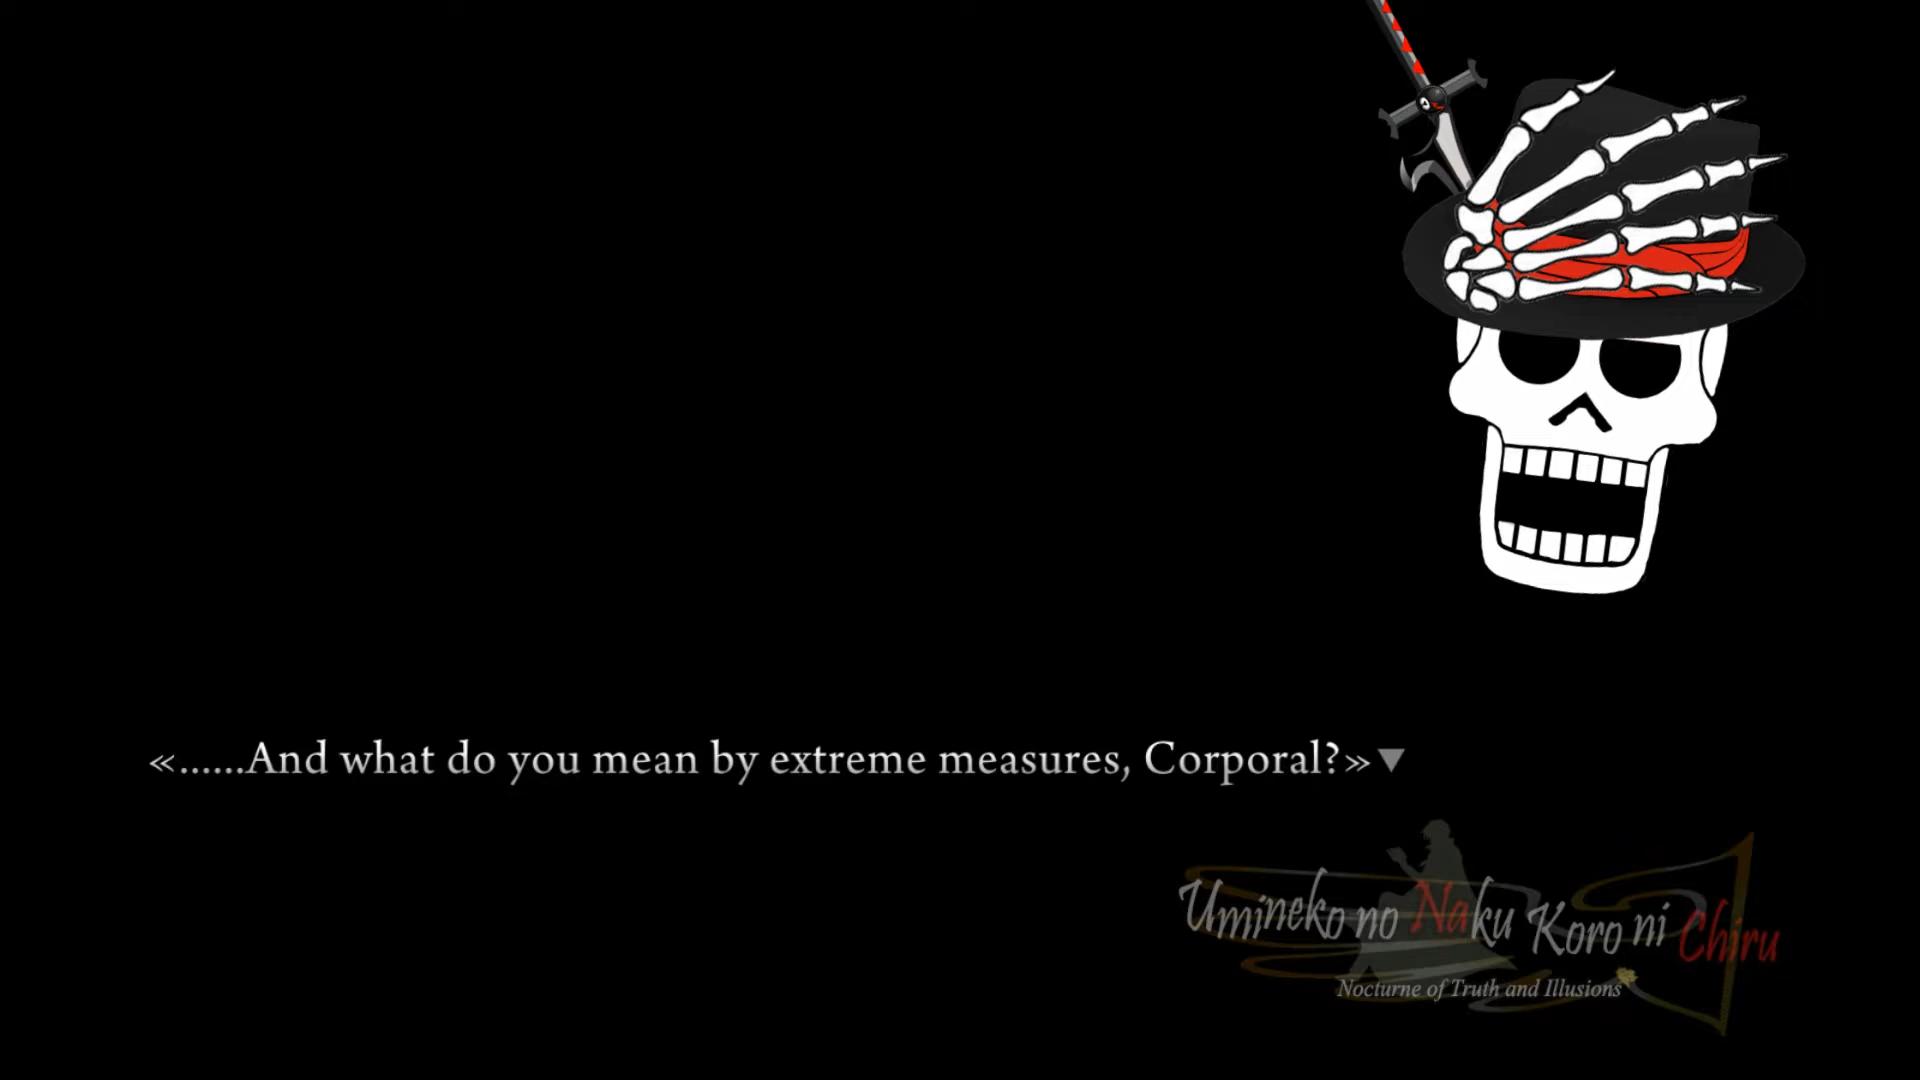 «......And what do you mean by extreme measures, Corporal?»
Umineko no Naku Koro ni Chiru
Nocturne of Truth and Illusions